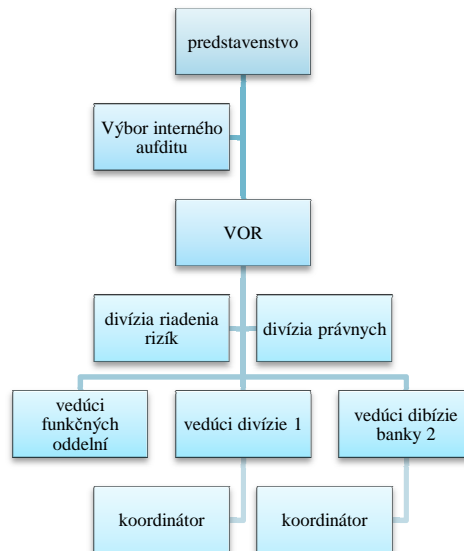 predstavenstvo
Výbor interného
aufditu
VOR
divízia riadenia
rizík
divízia právnych
vedúci
funkčných
oddelní
vedúci divízie 1
vedúci dibízie
banky 2
koordinátor
koordinátor